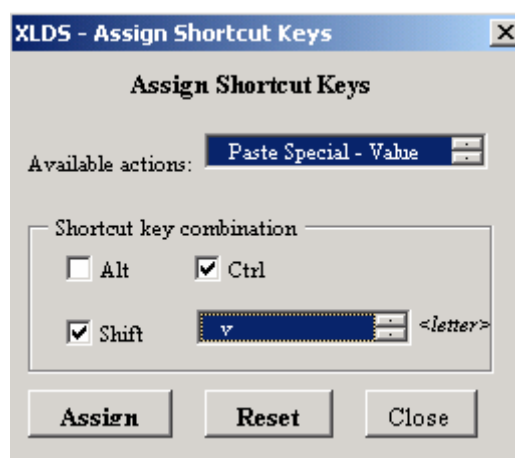 XLDS - Assign Shortcut Keys
Assign Shortcut Keys
Available actions: Paste Special - Value
Shortcut key combination
Alt Ctrl
Shift v <letter>
Assign Reset Close